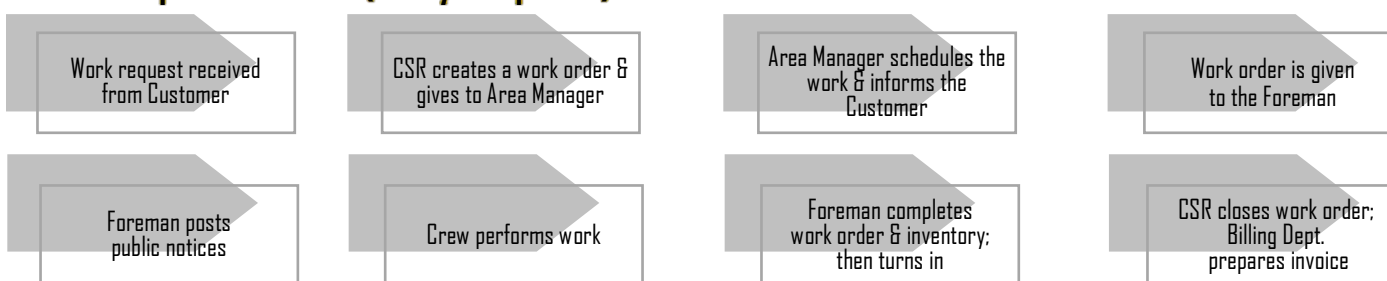 Work request received
from Customer
CSR creates a work order &
gives to Area Manager
Area Manager schedules the
work & informs the
Customer
Work order is given
to the Foreman
Foreman posts
public notices
Crew performs work
Foreman completes
work order & inventory;
then turns in
CSR closes work order;
Billing Dept.
prepares invoice